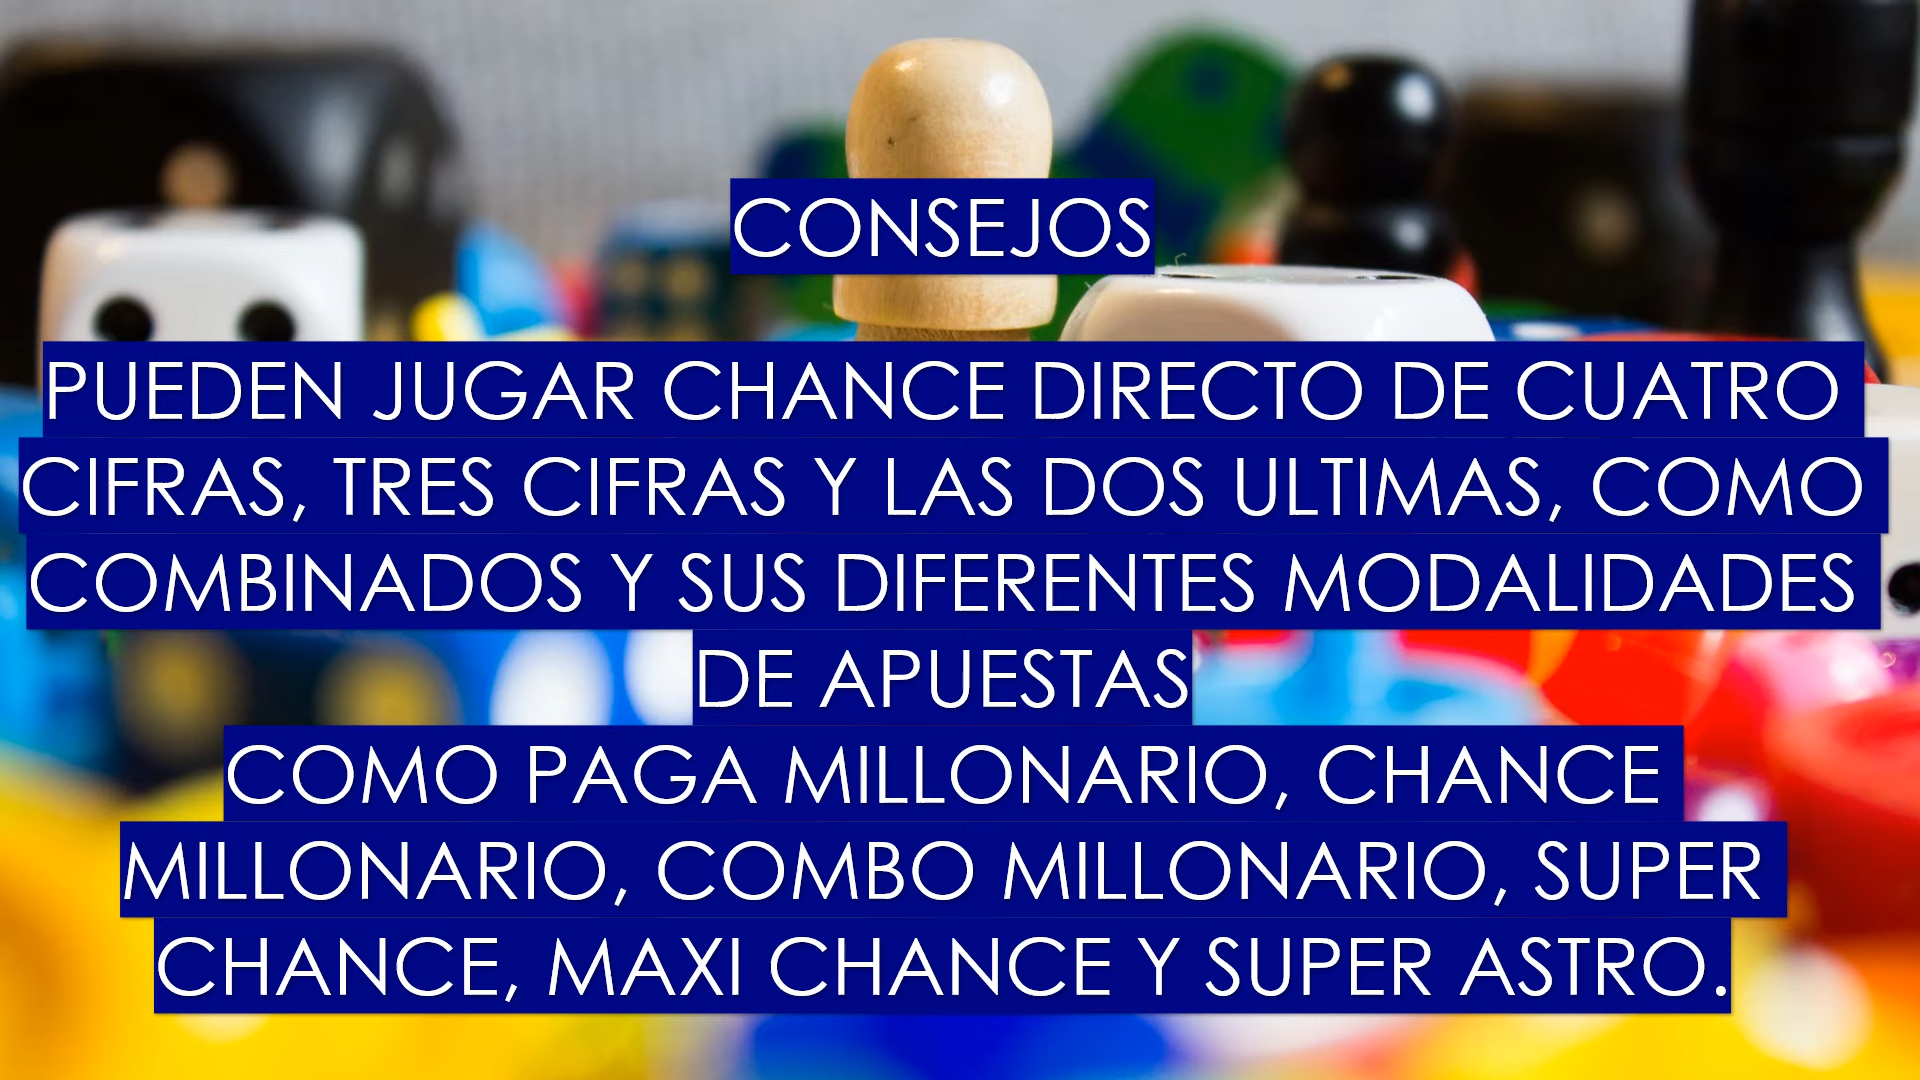 CONSEJOS
PUEDEN JUGAR CHANCE DIRECTO DE CUATRO
CIFRAS, TRES CIFRAS Y LAS DOS ULTIMAS, COMO
COMBINADOS Y SUS DIFERENTES MODALIDADES
DE APUESTAS
COMO PAGA MILLONARIO, CHANCE
MILLONARIO, COMBO MILLONARIO, SUPER
CHANCE, MAXI CHANCE Y SUPER ASTRO.